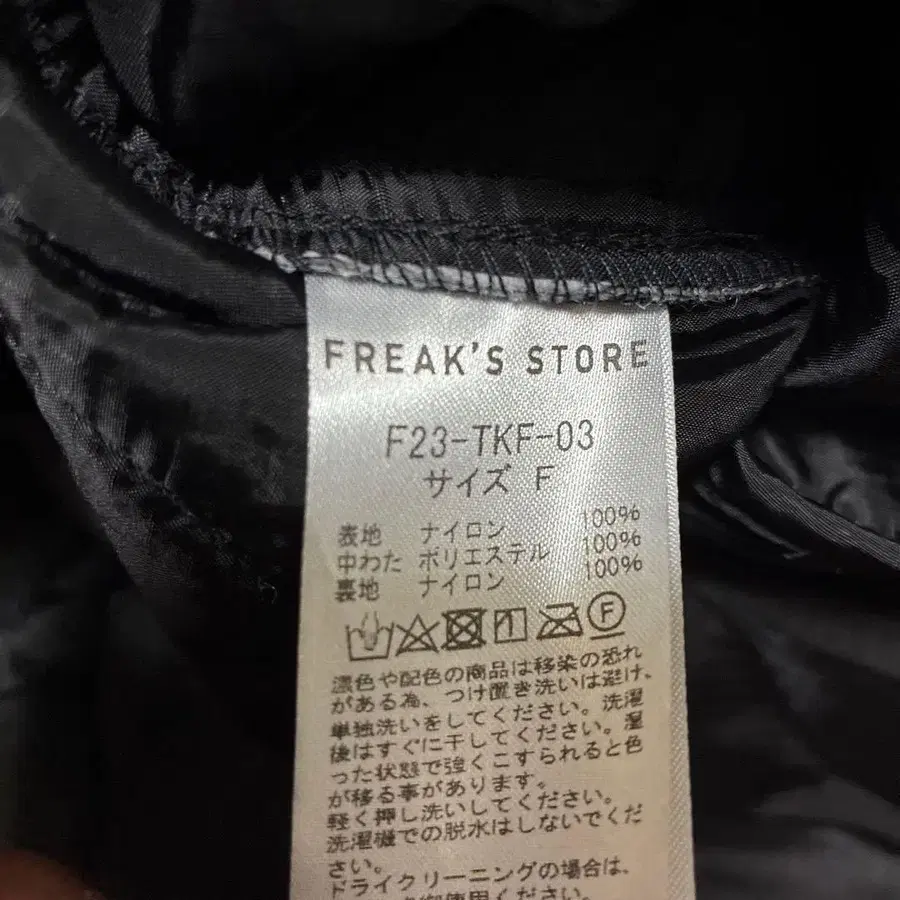 FREAK'S STORE
F23-TKF-03
サイズ F
表地 ナイロン 100%
中わた ポリエステル 100%
裏地 ナイロン 100%
F
濃色や配色の商品は移染の恐れ
がある為、つけ置き洗いは避け、
単独洗いをしてください。洗濯
後はすぐに干してください。湿
った状態で強くこすられると色
が移る事があります。
軽く押し洗いしてください。
洗濯機での脱水はしないでくだ
さい。
ドライクリーニングの場合は、
使用ください。